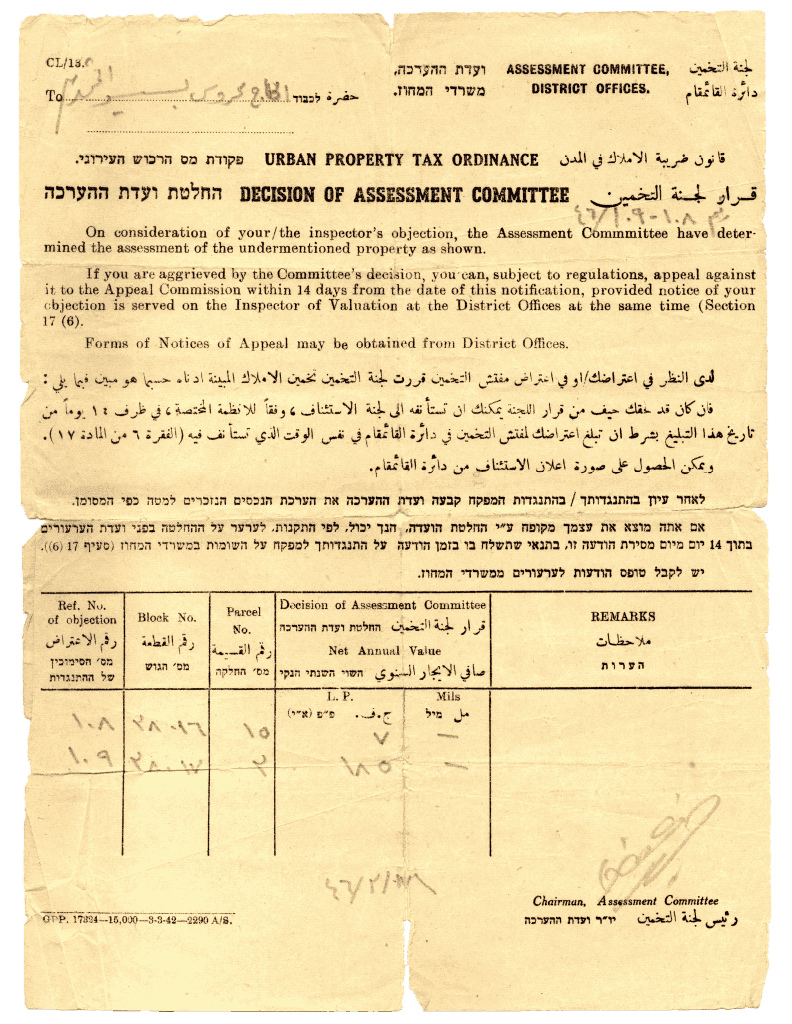 CL/13.
ועדת ההערכה, ASSESSMENT COMMITTEE, لجنة التخمين
משרדי המחוז. DISTRICT OFFICES. دائرة القائمقام
To לכבוד حضرة
פקודת מס הרכוש העירוני. URBAN PROPERTY TAX ORDINANCE قانون ضريبة الاملاك في المدن
החלטת ועדת ההערכה DECISION OF ASSESSMENT COMMITTEE قرار لجنة التخمين
٤٦/١٠٩-١٠٨
On consideration of your/the inspector's objection, the Assessment Commmittee have deter-
mined the assessment of the undermentioned property as shown.
If you are aggrieved by the Committee's decision, you can, subject to regulations, appeal against
it to the Appeal Commission within 14 days from the date of this notification, provided notice of your
objection is served on the Inspector of Valuation at the District Offices at the same time (Section
17 (6).
Forms of Notices of Appeal may be obtained from District Offices.
لدى النظر في اعتراضك/او في اعتراض مفتش التخمين قررت لجنة التخمين تخمين الاملاك المبينة ادناه حسبما هو مبين فيما يلي :
فان كان قد حقك حيف من قرار اللجنة يمكنك ان تستأنفه الى لجنة الاستئناف، وفقاً للانظمة المختصة، في ظرف ١٤ يوماً من
تاريخ هذا التبليغ بشرط ان تبلغ اعتراضك لمفتش التخمين في دائرة القائمقام في نفس الوقت الذي تستأنف فيه (الفقرة ٦ من المادة ١٧).
ويمكن الحصول على صورة اعلان الاستئناف من دائرة القائمقام.
לאחר עיון בהתנגדותך/בהתנגדות המפקח קבעה ועדת ההערכה את הערכת הנכסים הנזכרים למטה כפי המסומן.
אם אתה מוצא את עצמך מקופח ע״י החלטת הועדה, הנך יכול, לפי התקנות, לערער על ההחלטה בפני ועדת הערעורים
בתוך 14 יום מיום מסירת הודעה זו, בתנאי שתשלח בו בזמן הודעה על התנגדותך למפקח על השומות במשרדי המחוז (סעיף 17 (6)).
יש לקבל טופס הודעות לערעורים ממשרדי המחוז.
Ref. No. of objection رقم الاعتراض מס׳ הסימוכין של ההתנגדות
Block No. رقم القطعة מס׳ הגוש
Parcel No. رقم القسيمة מס׳ החלקה
Decision of Assessment Committee
החלטת ועדת ההערכה قرار لجنة التخمين
Net Annual Value
השוי השנתי הנקי صافي الايجار السنوي
REMARKS
ملاحظات
הערות
L. P. Mils
פ״פ (א״י) ج.ف. מיל مل
١٠٨ ٣٨٠١٦ ١٥ ٧ —
١٠٩ ٣٨٠١٧ ٢ ١٨٥ —
Chairman, Assessment Committee
יו״ר ועדת ההערכה رئيس لجنة التخمين
GPP. 17324—15,000—3-3-42—2290 A/S.